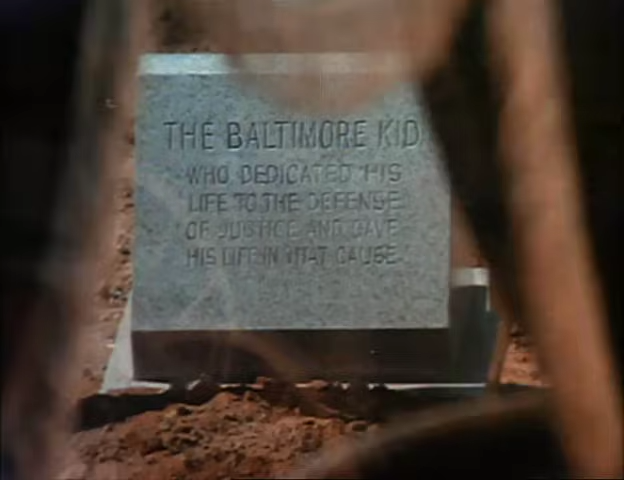 THE BALTIMORE KID
WHO DEDICATED HIS
LIFE TO THE DEFENSE
OF JUSTICE AND GAVE
HIS LIFE IN THAT CAUSE.